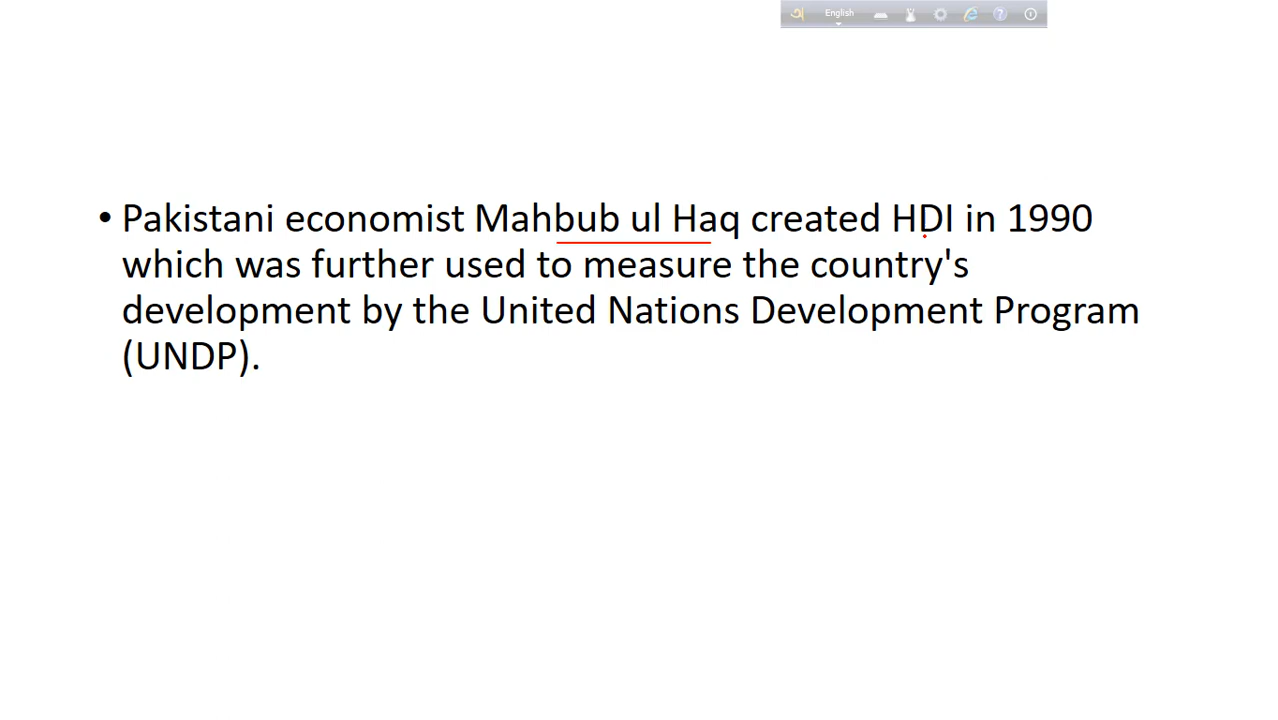 অ English
• Pakistani economist Mahbub ul Haq created HDI in 1990
which was further used to measure the country's
development by the United Nations Development Program
(UNDP).